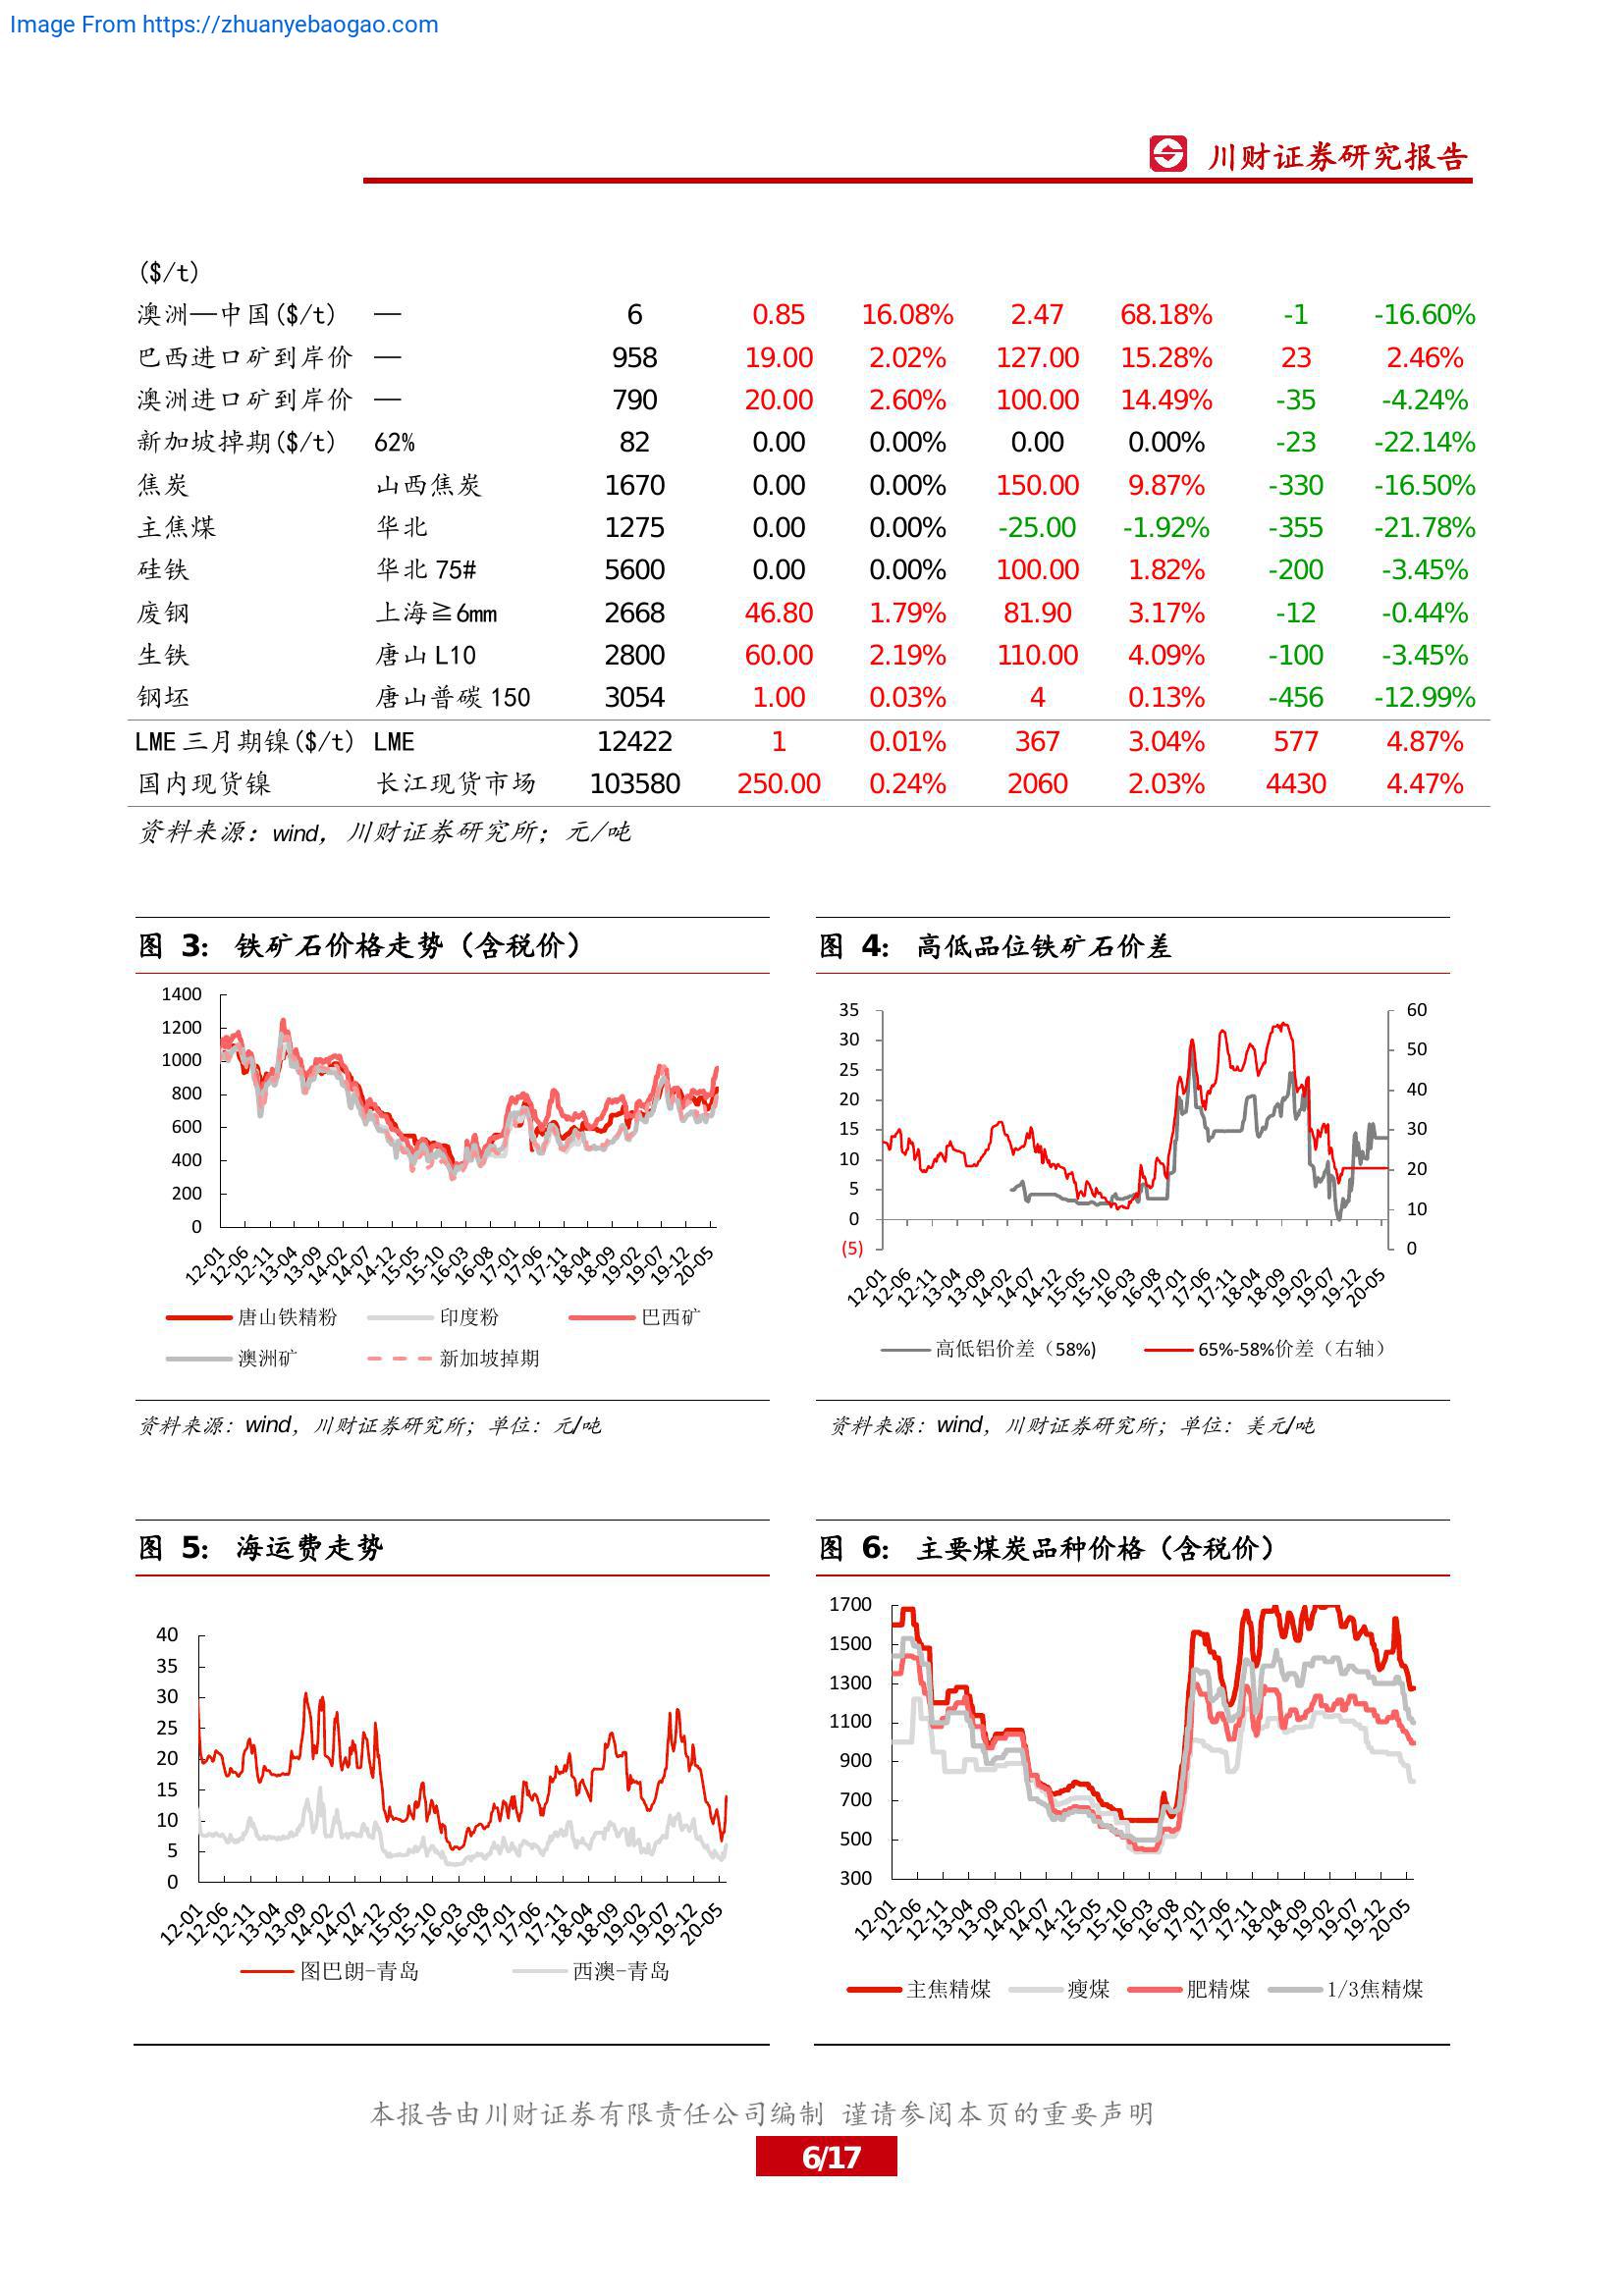 Image From https://zhuanyebaogao.com
川财证券研究报告
($/t)
澳洲—中国($/t) — 6 0.85 16.08% 2.47 68.18% -1 -16.60%
巴西进口矿到岸价 — 958 19.00 2.02% 127.00 15.28% 23 2.46%
澳洲进口矿到岸价 — 790 20.00 2.60% 100.00 14.49% -35 -4.24%
新加坡掉期($/t) 62% 82 0.00 0.00% 0.00 0.00% -23 -22.14%
焦炭 山西焦炭 1670 0.00 0.00% 150.00 9.87% -330 -16.50%
主焦煤 华北 1275 0.00 0.00% -25.00 -1.92% -355 -21.78%
硅铁 华北 75# 5600 0.00 0.00% 100.00 1.82% -200 -3.45%
废钢 上海≧6mm 2668 46.80 1.79% 81.90 3.17% -12 -0.44%
生铁 唐山 L10 2800 60.00 2.19% 110.00 4.09% -100 -3.45%
钢坯 唐山普碳 150 3054 1.00 0.03% 4 0.13% -456 -12.99%
LME 三月期镍($/t) LME 12422 1 0.01% 367 3.04% 577 4.87%
国内现货镍 长江现货市场 103580 250.00 0.24% 2060 2.03% 4430 4.47%
资料来源：wind，川财证券研究所；元/吨
图 3： 铁矿石价格走势（含税价）
1400
1200
1000
800
600
400
200
0
12-01 12-06 12-11 13-04 13-09 14-02 14-07 14-12 15-05 15-10 16-03 16-08 17-01 17-06 17-11 18-04 18-09 19-02 19-07 19-12 20-05
唐山铁精粉 印度粉 巴西矿
澳洲矿 新加坡掉期
资料来源：wind，川财证券研究所；单位：元/吨
图 4： 高低品位铁矿石价差
35 60
30 50
25
20 40
15 30
10 20
5
0 10
(5) 0
12-01 12-06 12-11 13-04 13-09 14-02 14-07 14-12 15-05 15-10 16-03 16-08 17-01 17-06 17-11 18-04 18-09 19-02 19-07 19-12 20-05
高低铝价差（58%) 65%-58%价差（右轴）
资料来源：wind，川财证券研究所；单位：美元/吨
图 5： 海运费走势
40
35
30
25
20
15
10
5
0
12-01 12-06 12-11 13-04 13-09 14-02 14-07 14-12 15-05 15-10 16-03 16-08 17-01 17-06 17-11 18-04 18-09 19-02 19-07 19-12 20-05
图巴朗-青岛 西澳-青岛
图 6： 主要煤炭品种价格（含税价）
1700
1500
1300
1100
900
700
500
300
12-01 12-06 12-11 13-04 13-09 14-02 14-07 14-12 15-05 15-10 16-03 16-08 17-01 17-06 17-11 18-04 18-09 19-02 19-07 19-12 20-05
主焦精煤 瘦煤 肥精煤 1/3焦精煤
本报告由川财证券有限责任公司编制 谨请参阅本页的重要声明
6/17